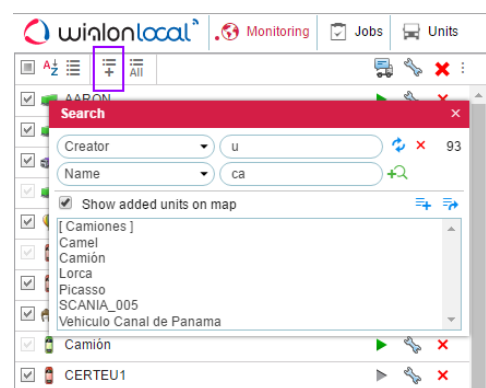 wialonlocal Monitoring Jobs Units
AZ All
AARON
Search
Creator u 93
Name ca
Show added units on map
[ Camiones ]
Camel
Camión
Lorca
Picasso
SCANIA_005
Vehiculo Canal de Panama
Camión
CERTEU1